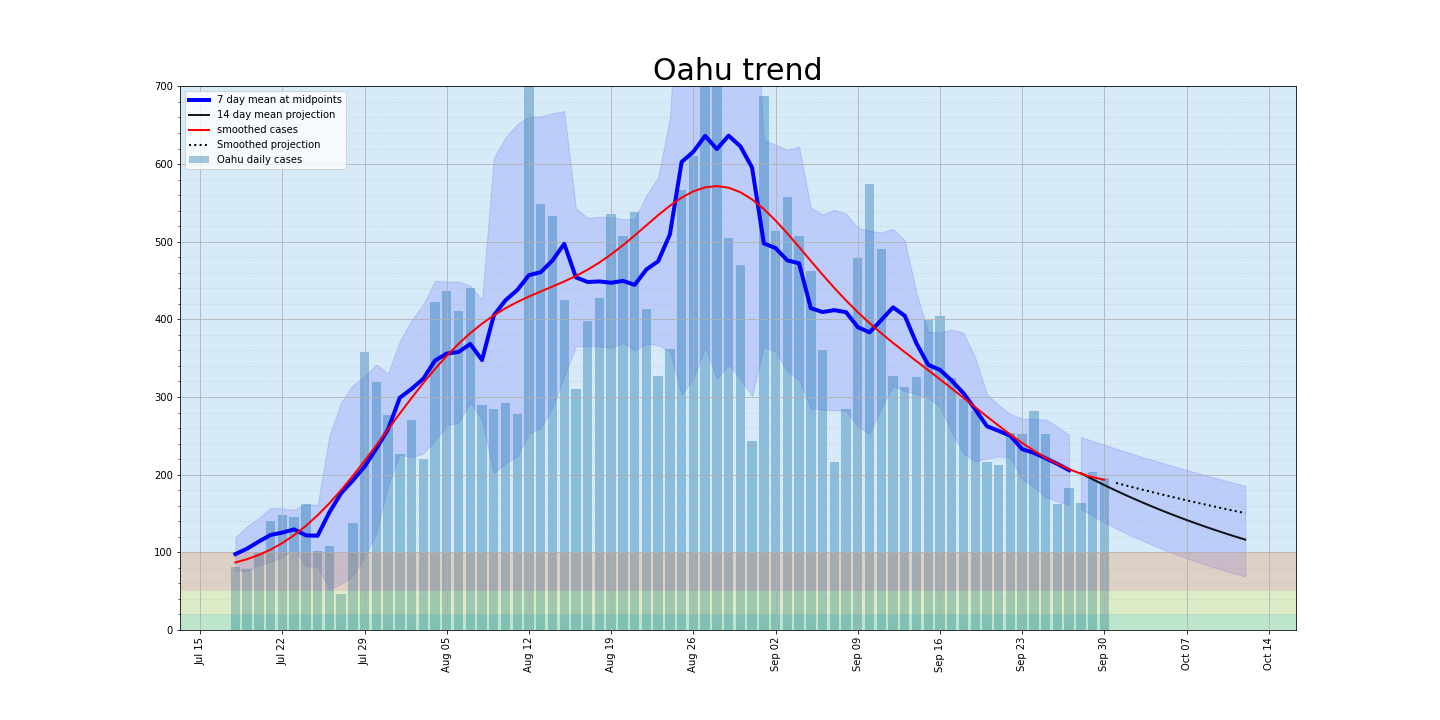 Oahu trend
700
600
500
400
300
200
100
0
7 day mean at midpoints
14 day mean projection
smoothed cases
Smoothed projection
Oahu daily cases
Jul 15
Jul 22
Jul 29
Aug 05
Aug 12
Aug 19
Aug 26
Sep 02
Sep 09
Sep 16
Sep 23
Sep 30
Oct 07
Oct 14